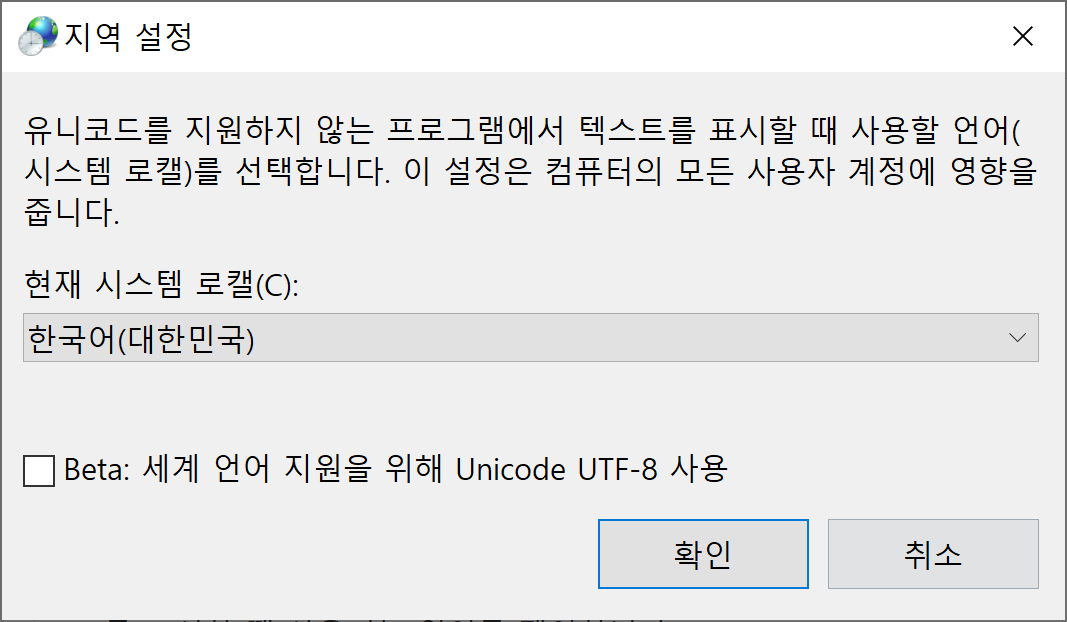 지역 설정
유니코드를 지원하지 않는 프로그램에서 텍스트를 표시할 때 사용할 언어(
시스템 로캘)를 선택합니다. 이 설정은 컴퓨터의 모든 사용자 계정에 영향을
줍니다.
현재 시스템 로캘(C):
한국어(대한민국)
Beta: 세계 언어 지원을 위해 Unicode UTF-8 사용
확인
취소